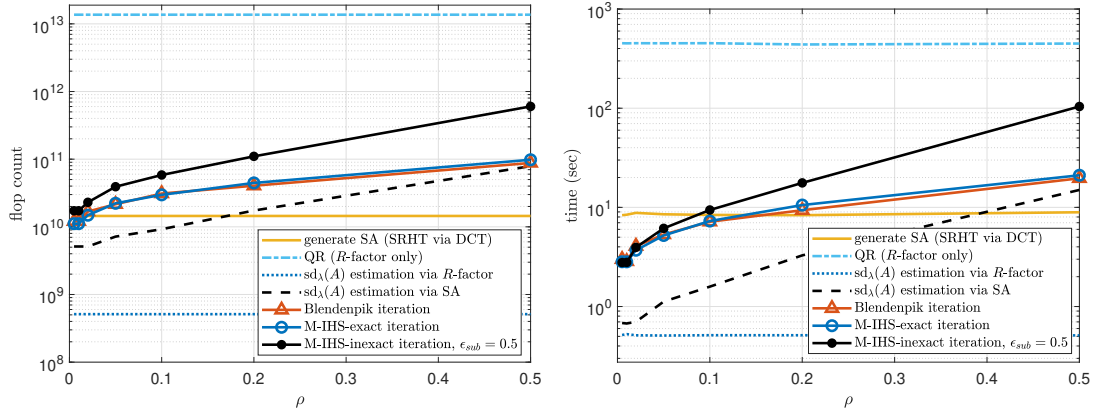 10^13
10^12
10^11
10^10
10^9
10^8
flop count
0
0.1
0.2
0.3
0.4
0.5
ρ
generate SA (SRHT via DCT)
QR (R-factor only)
sd_λ(A) estimation via R-factor
sd_λ(A) estimation via SA
Blendenpik iteration
M-IHS-exact iteration
M-IHS-inexact iteration, ϵ_sub = 0.5
10^3
10^2
10^1
10^0
time (sec)
0
0.1
0.2
0.3
0.4
0.5
ρ
generate SA (SRHT via DCT)
QR (R-factor only)
sd_λ(A) estimation via R-factor
sd_λ(A) estimation via SA
Blendenpik iteration
M-IHS-exact iteration
M-IHS-inexact iteration, ϵ_sub = 0.5